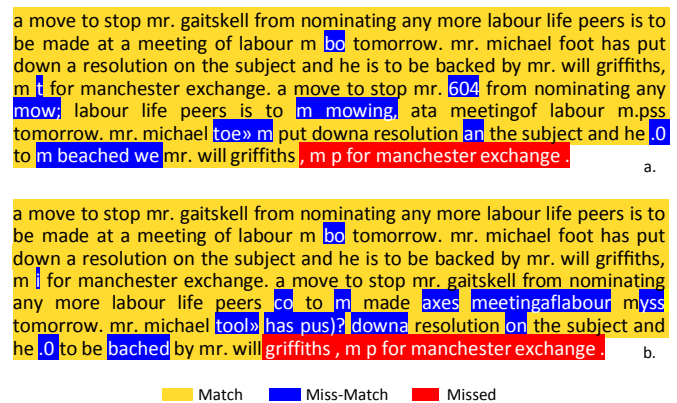 a move to stop mr. gaitskell from nominating any more labour life peers is to
be made at a meeting of labour m bo tomorrow. mr. michael foot has put
down a resolution on the subject and he is to be backed by mr. will griffiths,
m t for manchester exchange. a move to stop mr. 604 from nominating any
mow; labour life peers is to m mowing, ata meetingof labour m.pss
tomorrow. mr. michael toe» m put downa resolution an the subject and he .0
to m beached we mr. will griffiths , m p for manchester exchange .
a.
a move to stop mr. gaitskell from nominating any more labour life peers is to
be made at a meeting of labour m bo tomorrow. mr. michael foot has put
down a resolution on the subject and he is to be backed by mr. will griffiths,
m i for manchester exchange. a move to stop mr. gaitskell from nominating
any more labour life peers co to m made axes meetingaflabour myss
tomorrow. mr. michael tool» has pus)? downa resolution on the subject and
he .0 to be bached by mr. will griffiths , m p for manchester exchange .
b.
Match Miss-Match Missed